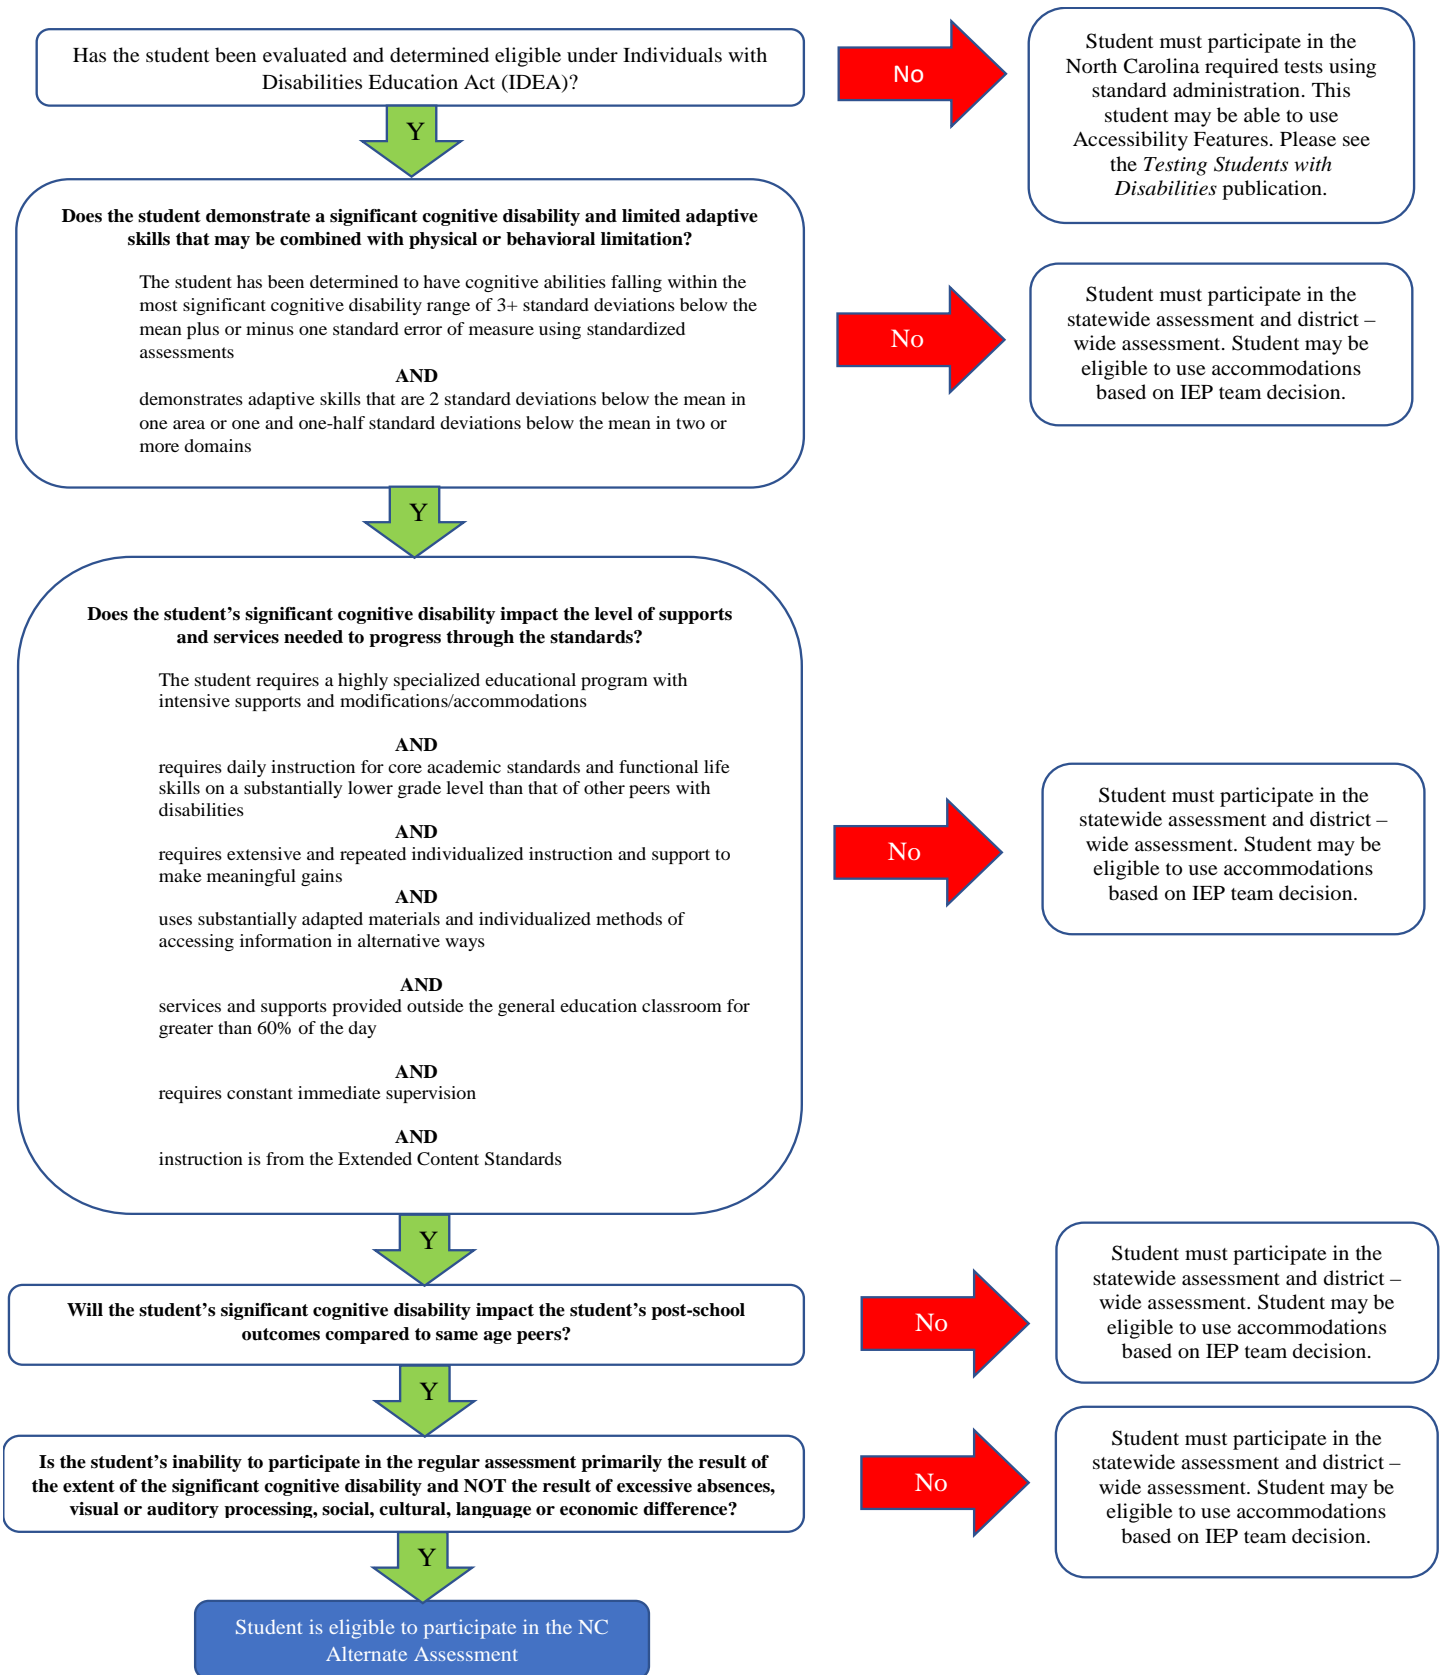 Has the student been evaluated and determined eligible under Individuals with
Disabilities Education Act (IDEA)?
No
Student must participate in the
North Carolina required tests using
standard administration. This
student may be able to use
Accessibility Features. Please see
the Testing Students with
Disabilities publication.
Y
Does the student demonstrate a significant cognitive disability and limited adaptive
skills that may be combined with physical or behavioral limitation?
The student has been determined to have cognitive abilities falling within the
most significant cognitive disability range of 3+ standard deviations below the
mean plus or minus one standard error of measure using standardized
assessments
AND
demonstrates adaptive skills that are 2 standard deviations below the mean in
one area or one and one-half standard deviations below the mean in two or
more domains
No
Student must participate in the
statewide assessment and district –
wide assessment. Student may be
eligible to use accommodations
based on IEP team decision.
Y
Does the student’s significant cognitive disability impact the level of supports
and services needed to progress through the standards?
The student requires a highly specialized educational program with
intensive supports and modifications/accommodations
AND
requires daily instruction for core academic standards and functional life
skills on a substantially lower grade level than that of other peers with
disabilities
AND
requires extensive and repeated individualized instruction and support to
make meaningful gains
AND
uses substantially adapted materials and individualized methods of
accessing information in alternative ways
AND
services and supports provided outside the general education classroom for
greater than 60% of the day
AND
requires constant immediate supervision
AND
instruction is from the Extended Content Standards
No
Student must participate in the
statewide assessment and district –
wide assessment. Student may be
eligible to use accommodations
based on IEP team decision.
Y
Will the student’s significant cognitive disability impact the student’s post-school
outcomes compared to same age peers?
No
Student must participate in the
statewide assessment and district –
wide assessment. Student may be
eligible to use accommodations
based on IEP team decision.
Y
Is the student’s inability to participate in the regular assessment primarily the result of
the extent of the significant cognitive disability and NOT the result of excessive absences,
visual or auditory processing, social, cultural, language or economic difference?
No
Student must participate in the
statewide assessment and district –
wide assessment. Student may be
eligible to use accommodations
based on IEP team decision.
Y
Student is eligible to participate in the NC
Alternate Assessment